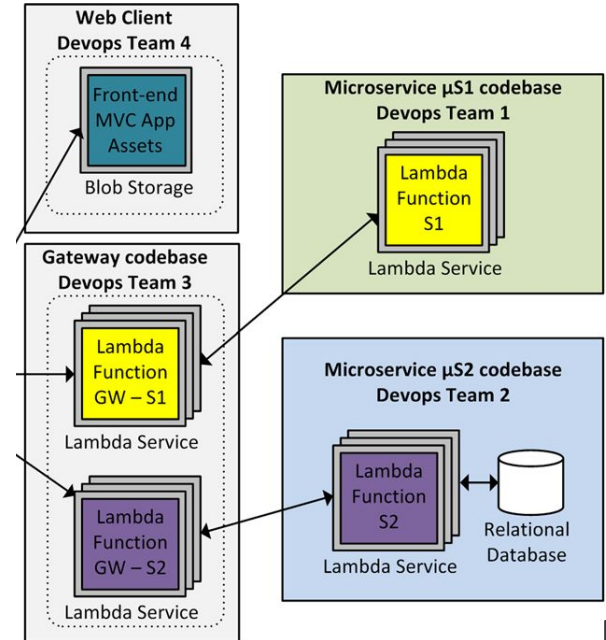 Web Client
Devops Team 4
Front-end
MVC App
Assets
Blob Storage
Gateway codebase
Devops Team 3
Lambda
Function
GW – S1
Lambda Service
Lambda
Function
GW – S2
Lambda Service
Microservice µS1 codebase
Devops Team 1
Lambda
Function
S1
Lambda Service
Microservice µS2 codebase
Devops Team 2
Lambda
Function
S2
Lambda Service
Relational
Database